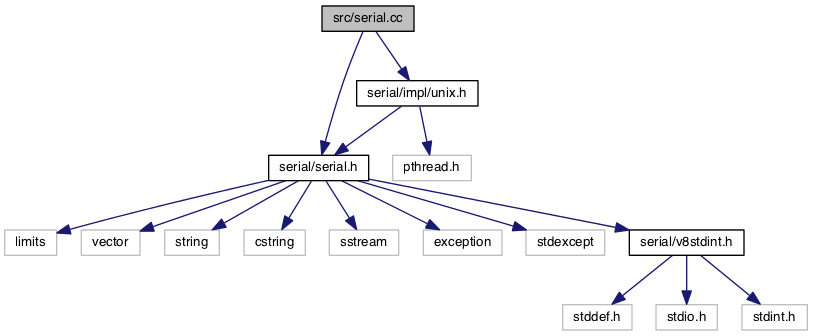 src/serial.cc
serial/impl/unix.h
serial/serial.h
pthread.h
limits
vector
string
cstring
sstream
exception
stdexcept
serial/v8stdint.h
stddef.h
stdio.h
stdint.h